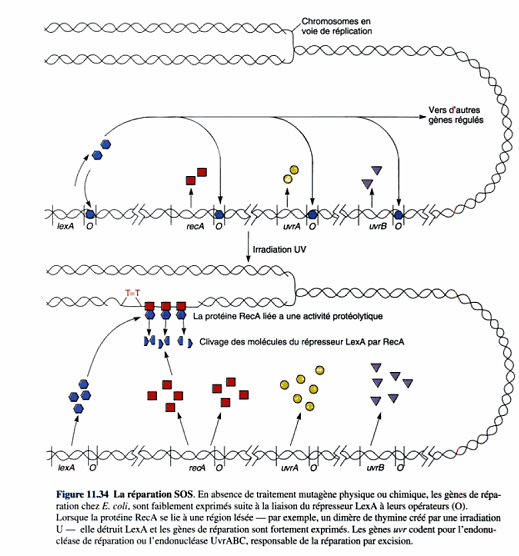 Chromosomes en
voie de réplication
Vers d'autres
gènes régulés
lexA O recA O uvrA O uvrB O
Irradiation UV
T=T
La protéine RecA liée a une activité protéolytique
Clivage des molécules du répresseur LexA par RecA
lexA O recA O uvrA O uvrB O
Figure 11.34 La réparation SOS. En absence de traitement mutagène physique ou chimique, les gènes de répa-
ration chez E. coli, sont faiblement exprimés suite à la liaison du répresseur LexA à leurs opérateurs (O).
Lorsque la protéine RecA se lie à une région lésée — par exemple, un dimère de thymine créé par une irradiation
U — elle détruit LexA et les gènes de réparation sont fortement exprimés. Les gènes uvr codent pour l'endonu-
cléase de réparation ou l'endonucléase UvrABC, responsable de la réparation par excision.